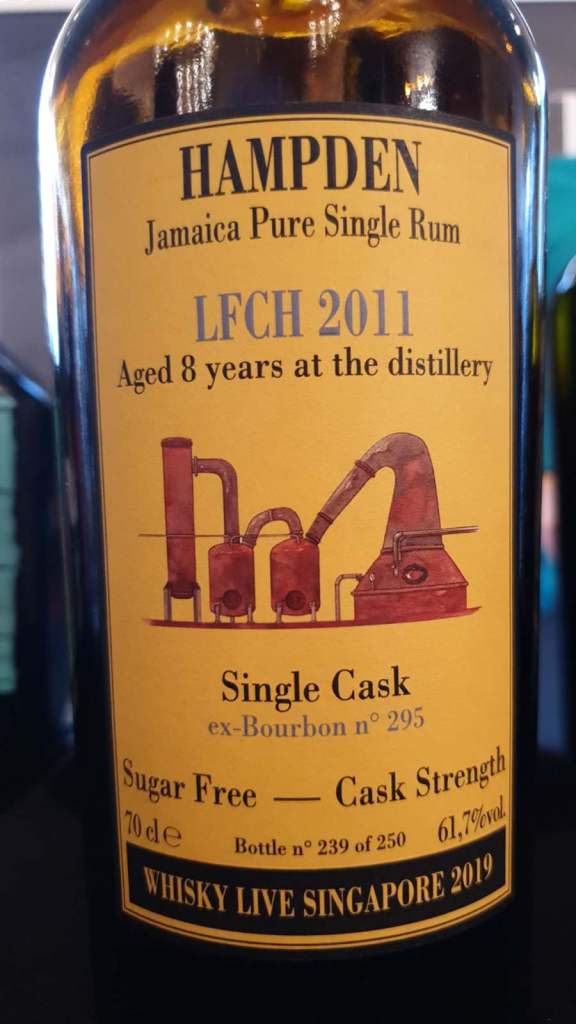 HAMPDEN
Jamaica Pure Single Rum
LFCH 2011
Aged 8 years at the distillery
Single Cask
ex-Bourbon n° 295
Sugar Free — Cask Strength
70 cl ℮ Bottle n° 239 of 250 61,7%vol.
WHISKY LIVE SINGAPORE 2019